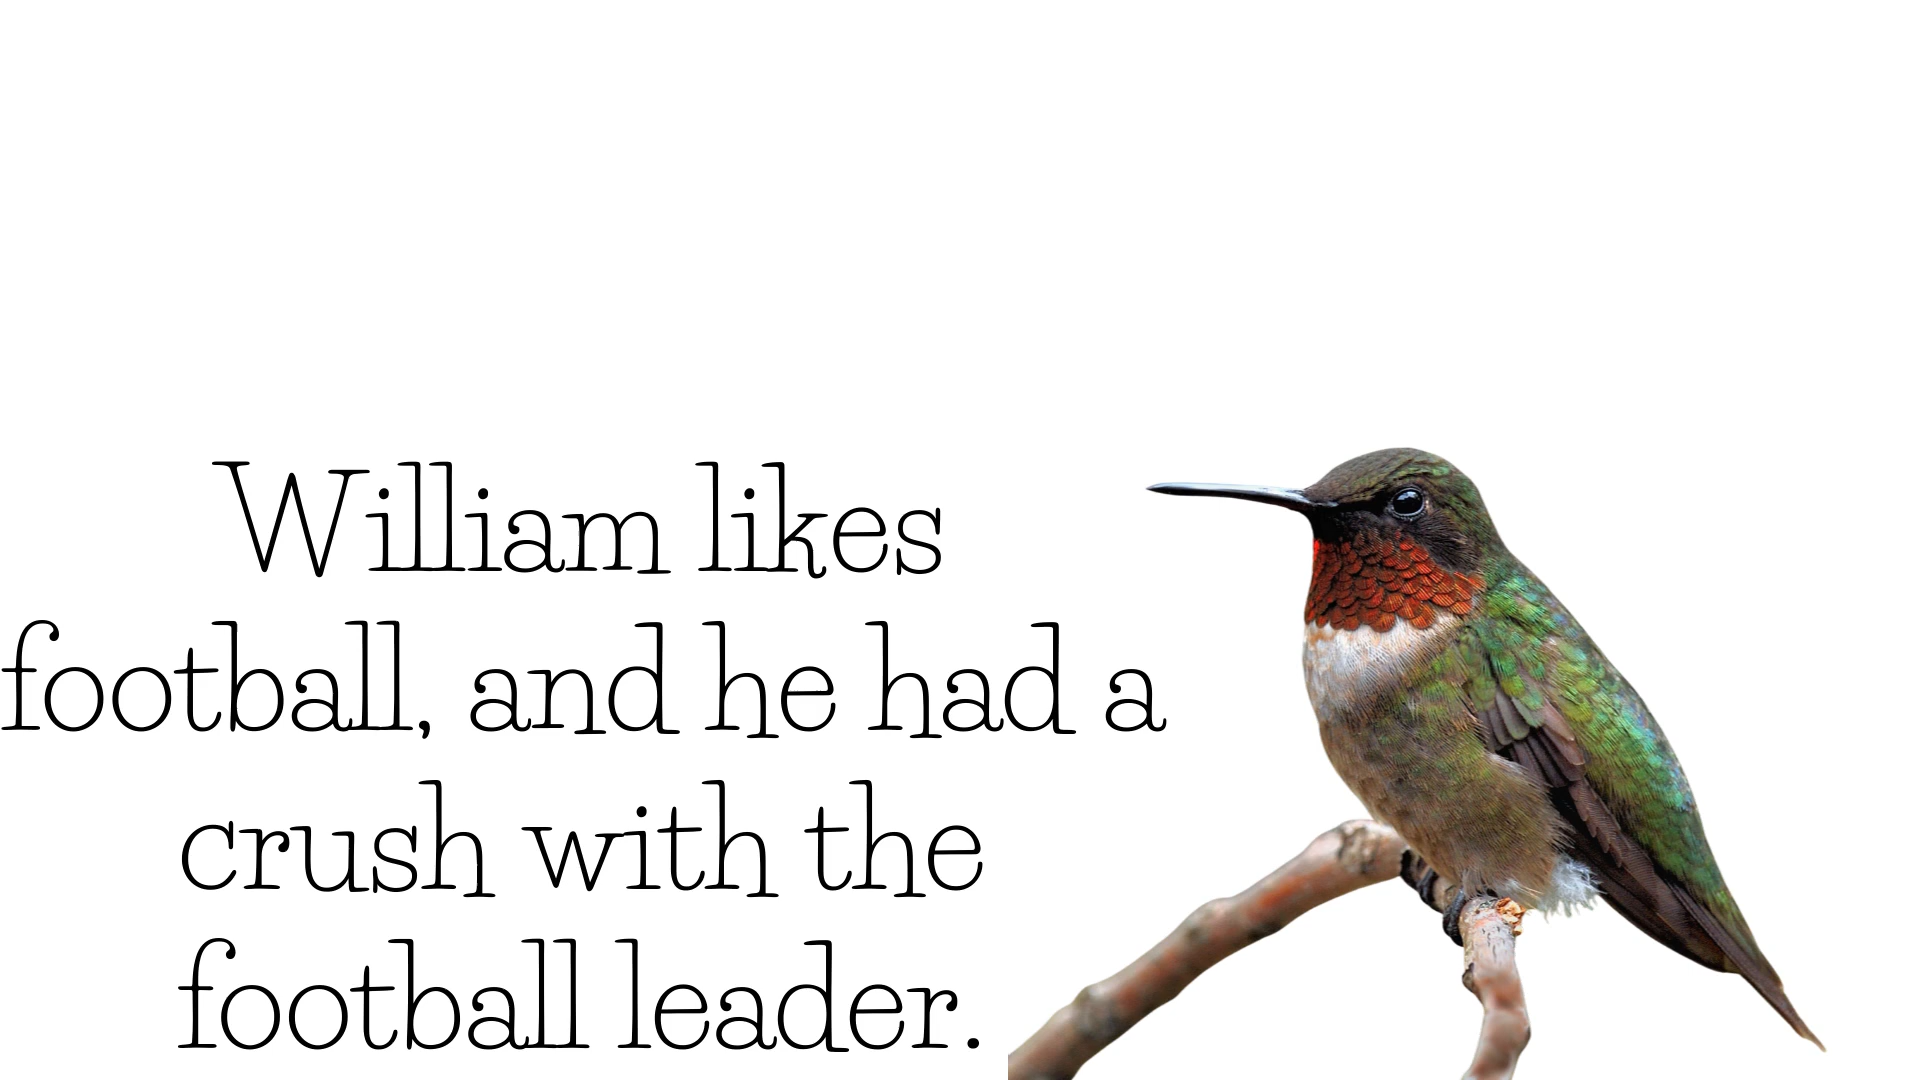 William likes
football, and he had a
crush with the
football leader.